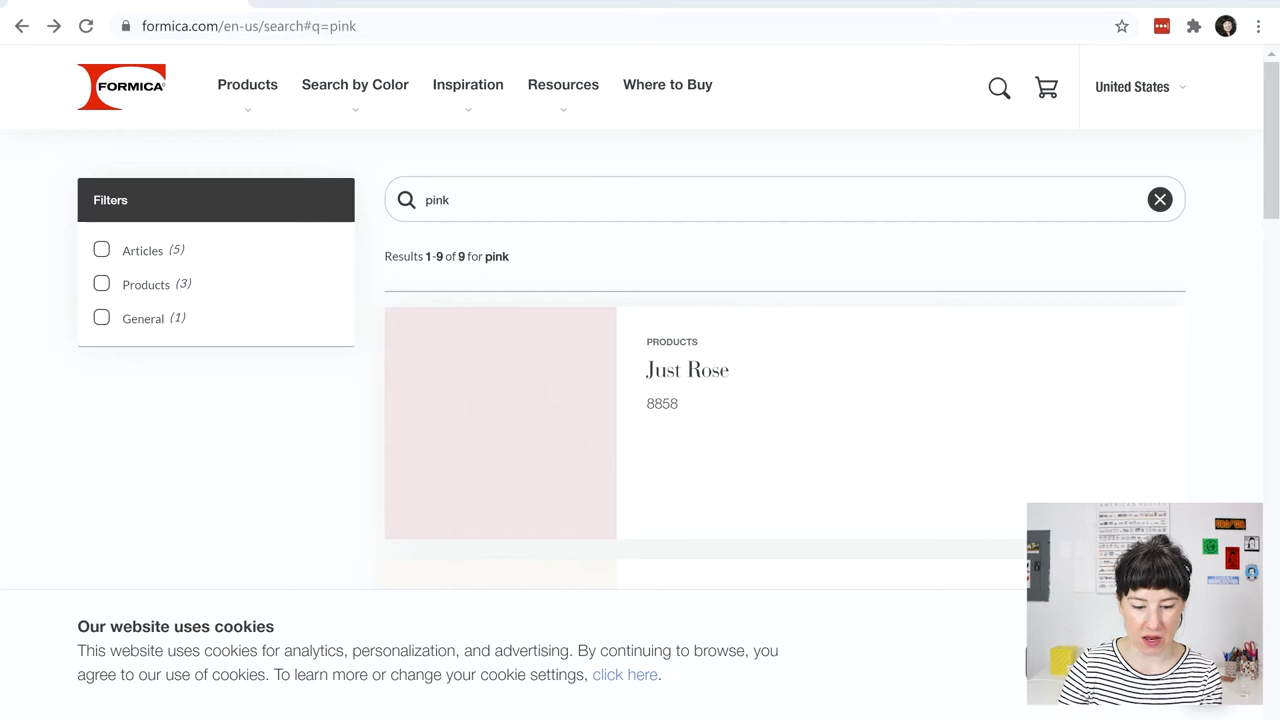 formica.com/en-us/search#q=pink
FORMICA
Products
Search by Color
Inspiration
Resources
Where to Buy
United States
Filters
Articles (5)
Products (3)
General (1)
pink
Results 1-9 of 9 for pink
PRODUCTS
Just Rose
8858
Our website uses cookies
This website uses cookies for analytics, personalization, and advertising. By continuing to browse, you
agree to our use of cookies. To learn more or change your cookie settings, click here.